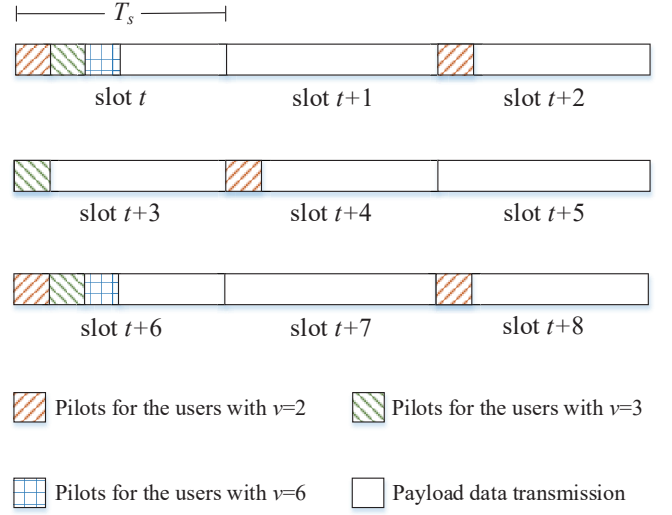 T_s
slot t slot t+1 slot t+2
slot t+3 slot t+4 slot t+5
slot t+6 slot t+7 slot t+8
Pilots for the users with v=2 Pilots for the users with v=3
Pilots for the users with v=6 Payload data transmission